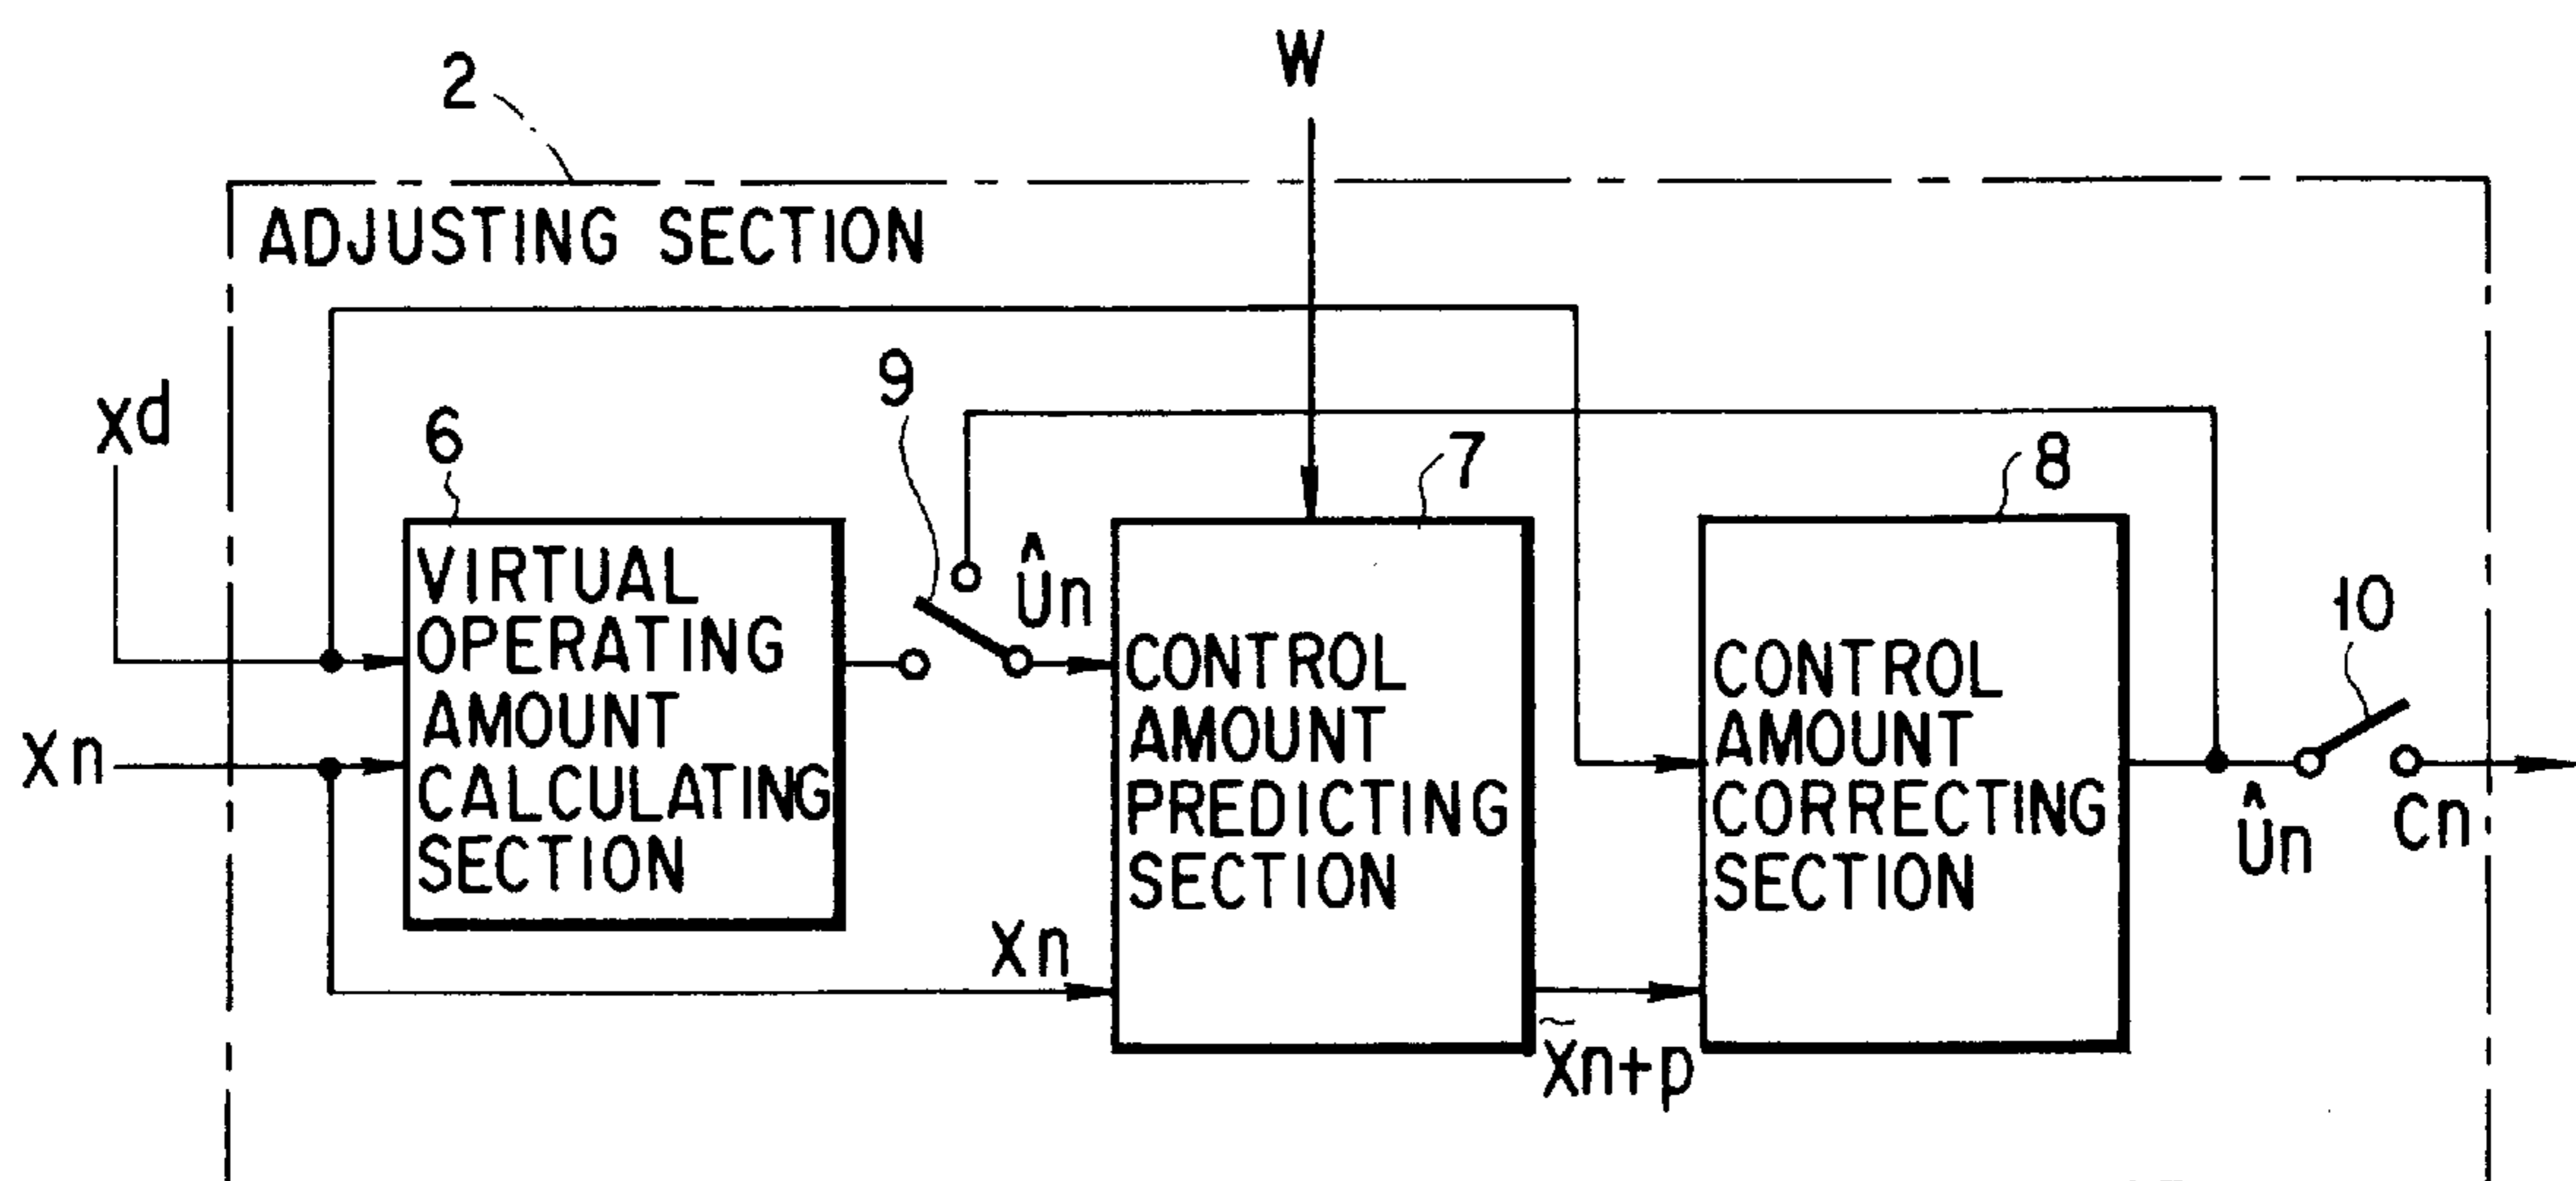 W
2
ADJUSTING SECTION
xd
6
9
7
8
10
VIRTUAL
OPERATING
AMOUNT
CALCULATING
SECTION
Ûn
CONTROL
AMOUNT
PREDICTING
SECTION
CONTROL
AMOUNT
CORRECTING
SECTION
Xn
Xn
Ûn
Cn
X̃n+p